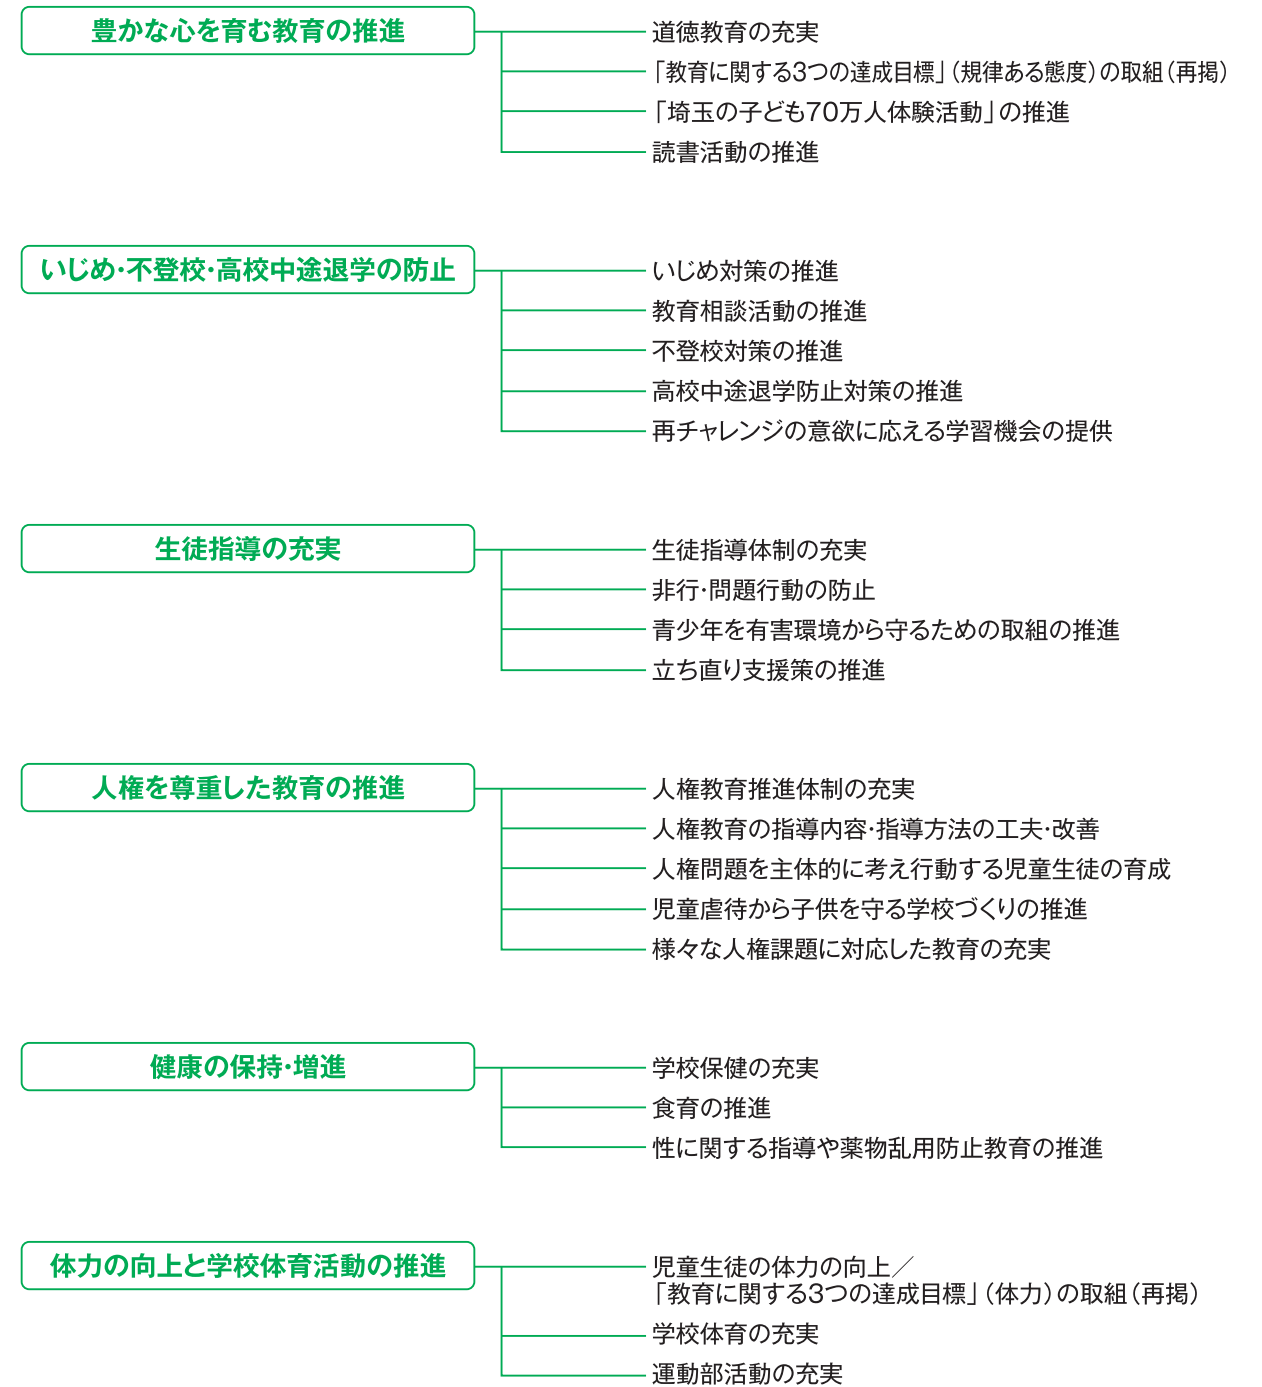 豊かな心を育む教育の推進
道徳教育の充実
「教育に関する3つの達成目標」（規律ある態度）の取組（再掲）
「埼玉の子ども70万人体験活動」の推進
読書活動の推進
いじめ・不登校・高校中途退学の防止
いじめ対策の推進
教育相談活動の推進
不登校対策の推進
高校中途退学防止対策の推進
再チャレンジの意欲に応える学習機会の提供
生徒指導の充実
生徒指導体制の充実
非行・問題行動の防止
青少年を有害環境から守るための取組の推進
立ち直り支援策の推進
人権を尊重した教育の推進
人権教育推進体制の充実
人権教育の指導内容・指導方法の工夫・改善
人権問題を主体的に考え行動する児童生徒の育成
児童虐待から子供を守る学校づくりの推進
様々な人権課題に対応した教育の充実
健康の保持・増進
学校保健の充実
食育の推進
性に関する指導や薬物乱用防止教育の推進
体力の向上と学校体育活動の推進
児童生徒の体力の向上／
「教育に関する3つの達成目標」（体力）の取組（再掲）
学校体育の充実
運動部活動の充実